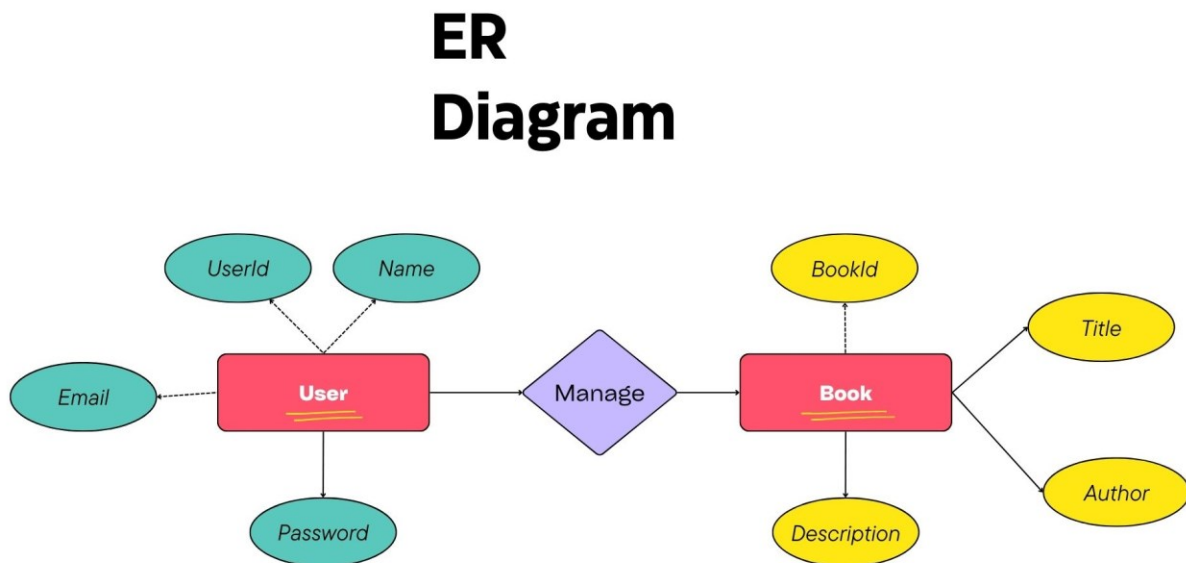 ER
Diagram
UserId
Name
BookId
Title
Email
User
Manage
Book
Author
Password
Description